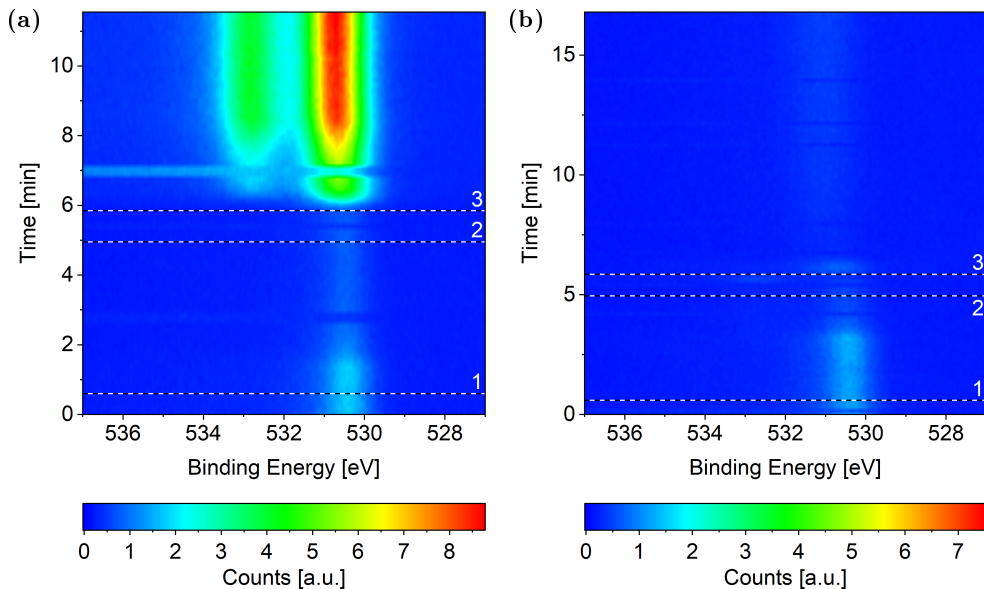 (a)
10
8
6
4
2
0
Time [min]
3
2
1
536 534 532 530 528
Binding Energy [eV]
0 1 2 3 4 5 6 7 8
Counts [a.u.]
(b)
15
10
5
0
Time [min]
3
2
1
536 534 532 530 528
Binding Energy [eV]
0 1 2 3 4 5 6 7
Counts [a.u.]